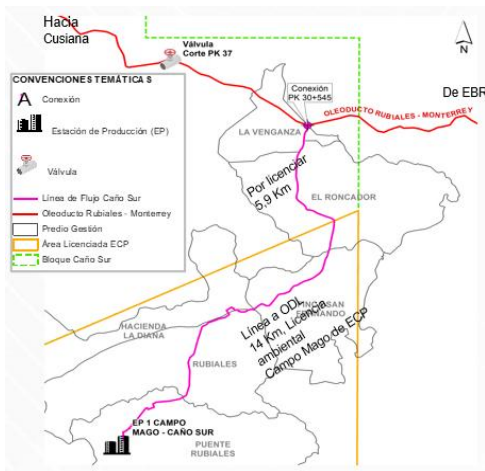 Hacia
Cusiana
Válvula
Corte PK 37
N
CONVENCIONES TEMÁTICAS
Conexión
Estación de Producción (EP)
Válvula
Línea de Flujo Caño Sur
Oleoducto Rubiales - Monterrey
Predio Gestión
Área Licenciada ECP
Bloque Caño Sur
Conexión
PK 30+545
De EBR
OLEODUCTO RUBIALES - MONTERREY
LA VENGANZA
Por licenciar
5,9 Km
EL RONCADOR
Línea a ODL
14 Km, Licencia
ambiental
Campo Mago de ECP
HACIENDA
LA DIANA
RUBIALES
EP 1 CAMPO
MAGO - CAÑO SUR
PUENTE
RUBIALES